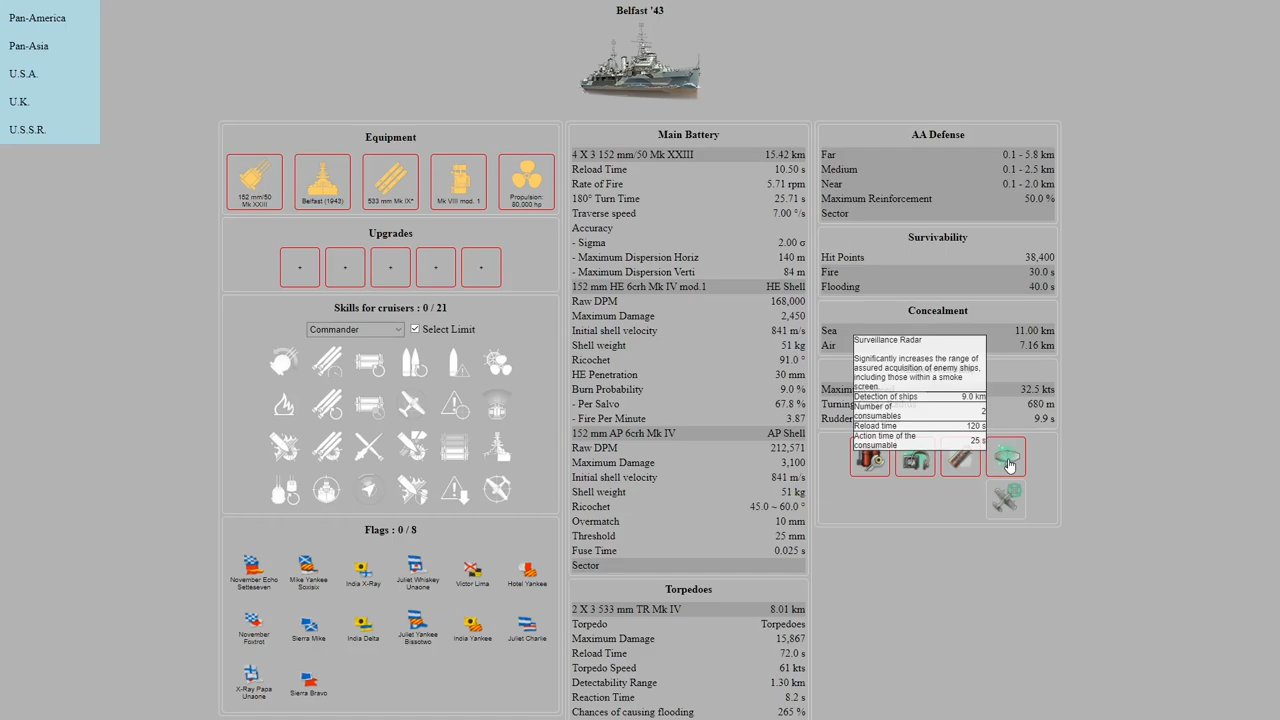 Pan-America
Pan-Asia
U.S.A.
U.K.
U.S.S.R.
Belfast '43
Equipment
152 mm/50
Mk XXIII
Belfast (1943)
533 mm Mk IX*
Mk VIII mod. 1
Propulsion:
80,000 hp
Upgrades
+ + + + +
Skills for cruisers : 0 / 21
Commander
Select Limit
Flags : 0 / 8
November Echo
Setteseven
Mike Yankee
Soxisix
India X-Ray
Juliet Whiskey
Unaone
Victor Lima
Hotel Yankee
November
Foxtrot
Sierra Mike
India Delta
Juliet Yankee
Bissotwo
India Yankee
Juliet Charlie
X-Ray Papa
Unaone
Sierra Bravo
Main Battery
4 X 3 152 mm/50 Mk XXIII 15.42 km
Reload Time 10.50 s
Rate of Fire 5.71 rpm
180° Turn Time 25.71 s
Traverse speed 7.00 °/s
Accuracy
- Sigma 2.00 σ
- Maximum Dispersion Horiz 140 m
- Maximum Dispersion Verti 84 m
152 mm HE 6crh Mk IV mod.1 HE Shell
Raw DPM 168,000
Maximum Damage 2,450
Initial shell velocity 841 m/s
Shell weight 51 kg
Ricochet 91.0 °
HE Penetration 30 mm
Burn Probability 9.0 %
- Per Salvo 67.8 %
- Fire Per Minute 3.87
152 mm AP 6crh Mk IV AP Shell
Raw DPM 212,571
Maximum Damage 3,100
Initial shell velocity 841 m/s
Shell weight 51 kg
Ricochet 45.0 ~ 60.0 °
Overmatch 10 mm
Threshold 25 mm
Fuse Time 0.025 s
Sector
Torpedoes
2 X 3 533 mm TR Mk IV 8.01 km
Torpedo Torpedoes
Maximum Damage 15,867
Reload Time 72.0 s
Torpedo Speed 61 kts
Detectability Range 1.30 km
Reaction Time 8.2 s
Chances of causing flooding 265 %
AA Defense
Far 0.1 - 5.8 km
Medium 0.1 - 2.5 km
Near 0.1 - 2.0 km
Maximum Reinforcement 50.0 %
Sector
Survivability
Hit Points 38,400
Fire 30.0 s
Flooding 40.0 s
Concealment
Sea 11.00 km
Air 7.16 km
Surveillance Radar
Significantly increases the range of
assured acquisition of enemy ships,
including those within a smoke
screen.
Detection of ships 9.0 km
Number of
consumables 2
Reload time 120 s
Action time of the
consumable 25 s
32.5 kts
Turning 680 m
Rudder 9.9 s